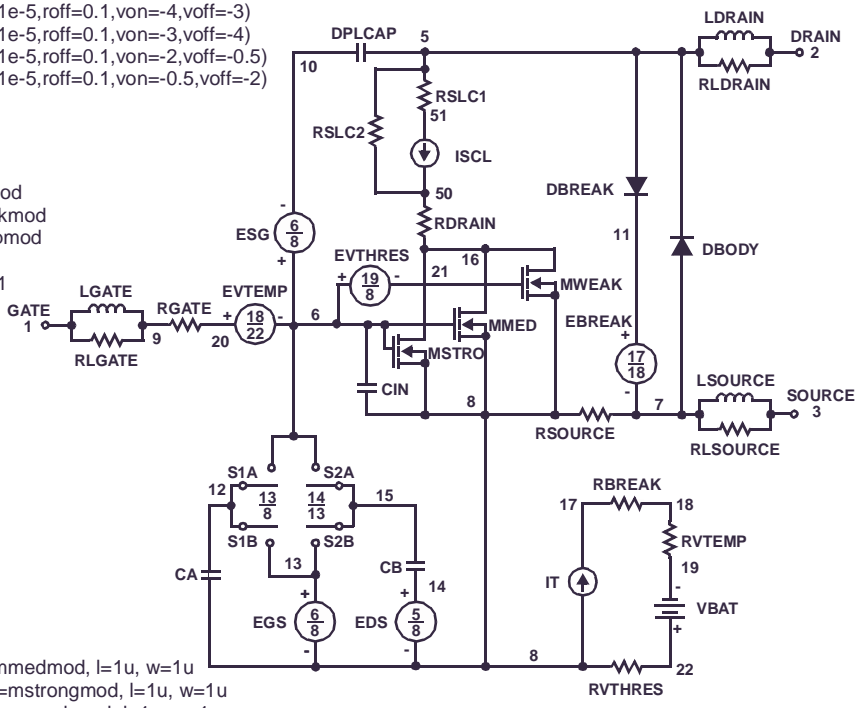 1e-5,roff=0.1,von=-4,voff=-3)
1e-5,roff=0.1,von=-3,voff=-4)
1e-5,roff=0.1,von=-2,voff=-0.5)
1e-5,roff=0.1,von=-0.5,voff=-2)
LDRAIN
DPLCAP 5 DRAIN
10 2
RLDRAIN
RSLC1
51
RSLC2
ISCL
od
kmod
omod
50
DBREAK
-
6
8
ESG
+
RDRAIN
11
DBODY
EVTHRES
16
21
+ 19
8 -
MWEAK
1
GATE
1
LGATE
RGATE
EVTEMP
+ 18
22 -
6
MMED
EBREAK
+
9
20
RLGATE
MSTRO
17
18
-
CIN
LSOURCE
SOURCE
3
8
7
RSOURCE
RLSOURCE
S1A
S2A
12
13
8
14
13
15
S1B
S2B
13
CA
CB
14
+
EGS
6
8
-
+
EDS
5
8
-
RBREAK
17
18
RVTEMP
19
IT
-
VBAT
+
8
22
RVTHRES
nmedmod, l=1u, w=1u
=mstrongmod, l=1u, w=1u